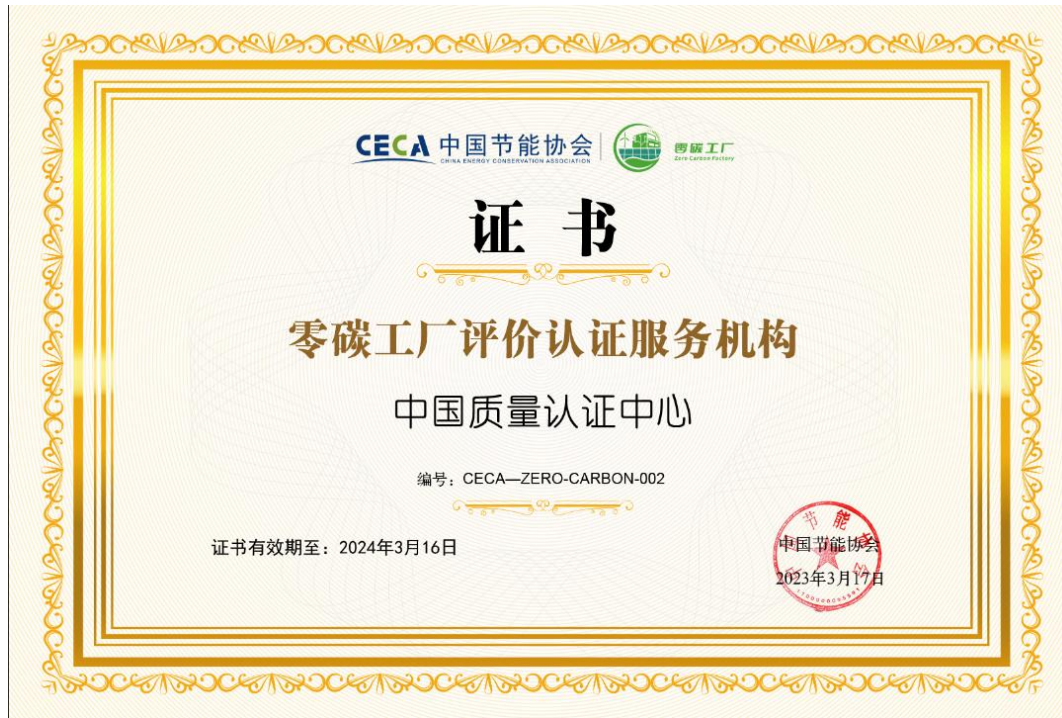 CECA 中国节能协会 零碳工厂
CHINA ENERGY CONSERVATION ASSOCIATION Zero Carbon Factory
证书
零碳工厂评价认证服务机构
中国质量认证中心
编号：CECA—ZERO-CARBON-002
证书有效期至：2024年3月16日
中国节能协会
2023年3月17日